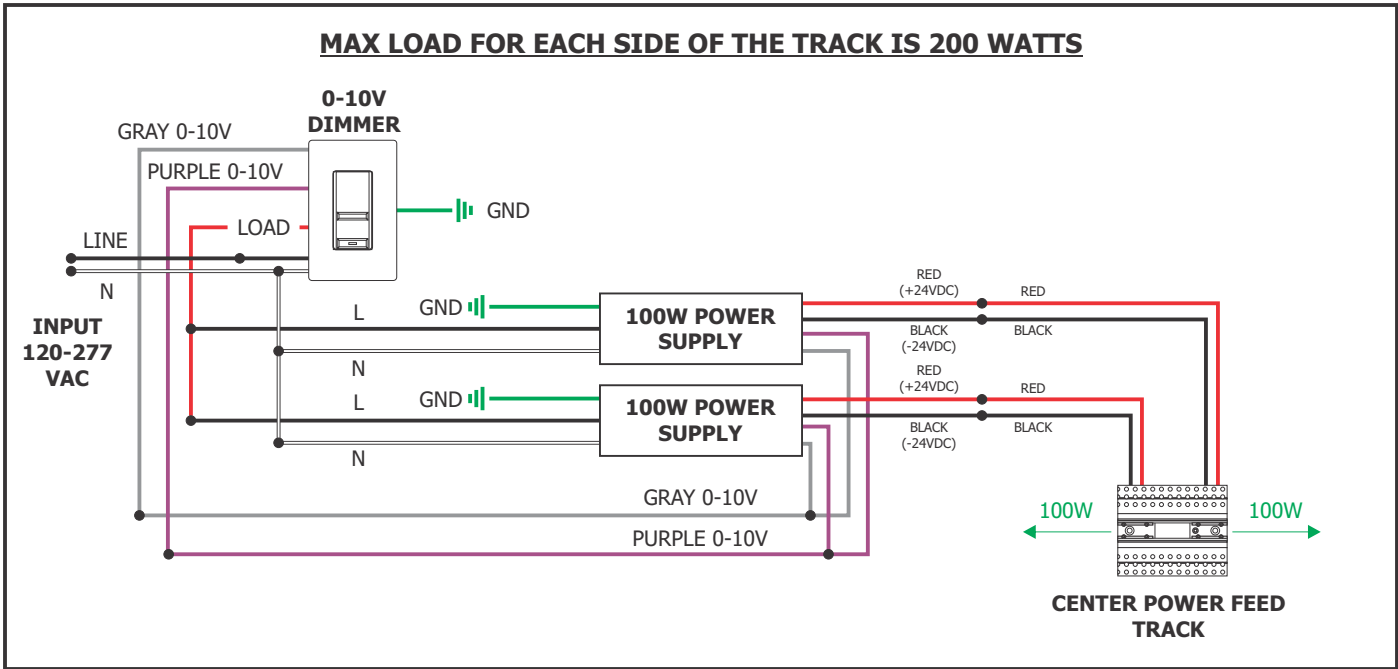 MAX LOAD FOR EACH SIDE OF THE TRACK IS 200 WATTS
0-10V
DIMMER
GRAY 0-10V
PURPLE 0-10V
LOAD
GND
LINE
N
INPUT
120-277
VAC
L
GND
N
L
GND
N
100W POWER
SUPPLY
100W POWER
SUPPLY
RED
(+24VDC)
RED
BLACK
(-24VDC)
BLACK
RED
(+24VDC)
RED
BLACK
(-24VDC)
BLACK
GRAY 0-10V
PURPLE 0-10V
100W
100W
CENTER POWER FEED
TRACK